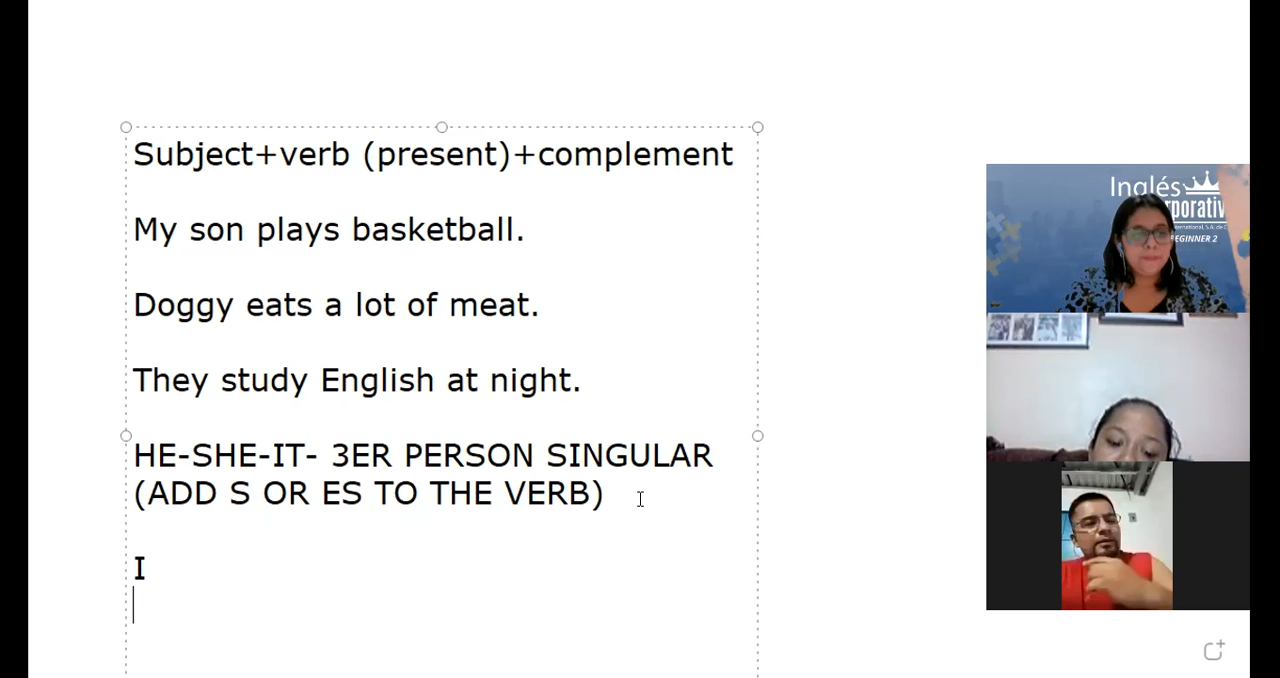 Subject+verb (present)+complement
My son plays basketball.
Doggy eats a lot of meat.
They study English at night.
HE-SHE-IT- 3ER PERSON SINGULAR
(ADD S OR ES TO THE VERB)
I
Inglés
EGINNER 2